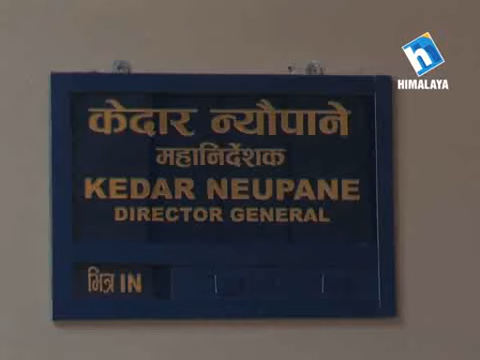 HIMALAYA
केदार न्यौपाने
महानिर्देशक
KEDAR NEUPANE
DIRECTOR GENERAL
भित्र IN